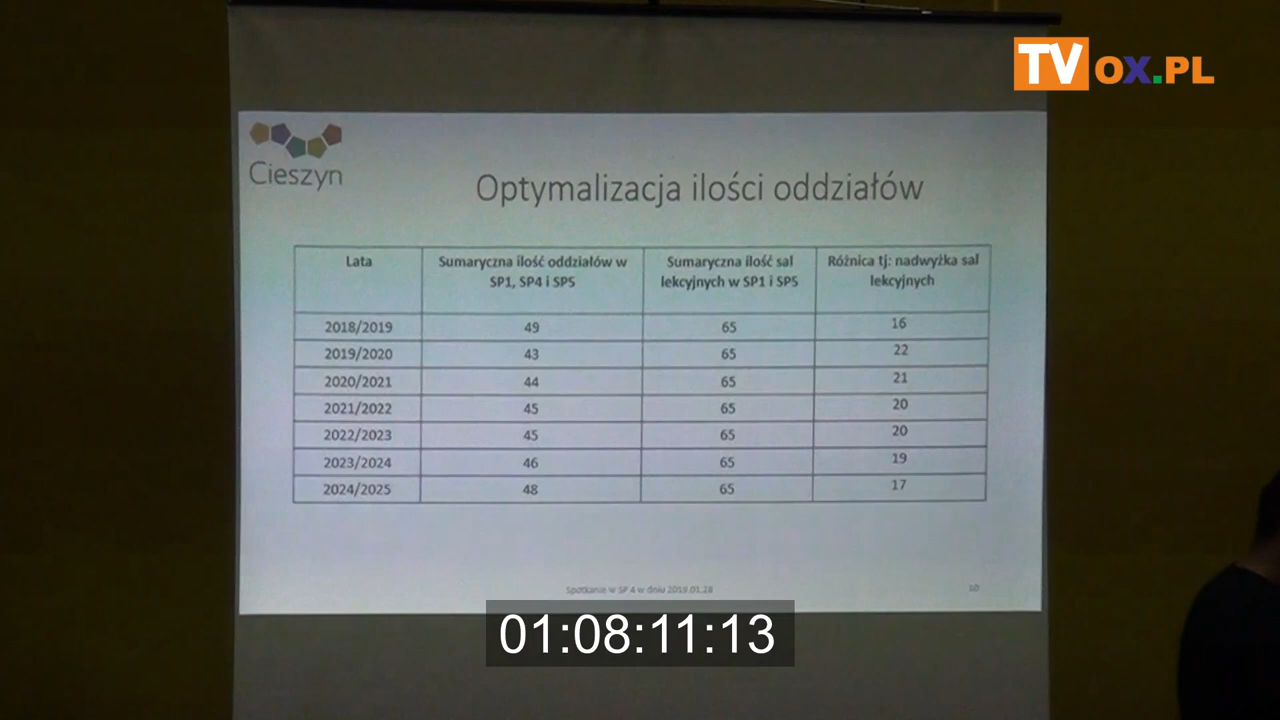 TVOX.PL
Cieszyn
Optymalizacja ilości oddziałów
Lata Sumaryczna ilość oddziałów w SP1, SP4 i SP5 Sumaryczna ilość sal lekcyjnych w SP1 i SP5 Różnica tj: nadwyżka sal lekcyjnych
2018/2019 49 65 16
2019/2020 43 65 22
2020/2021 44 65 21
2021/2022 45 65 20
2022/2023 45 65 20
2023/2024 46 65 19
2024/2025 48 65 17
Spotkanie w SP 4 w dniu 2019.01.28 10
01:08:11:13